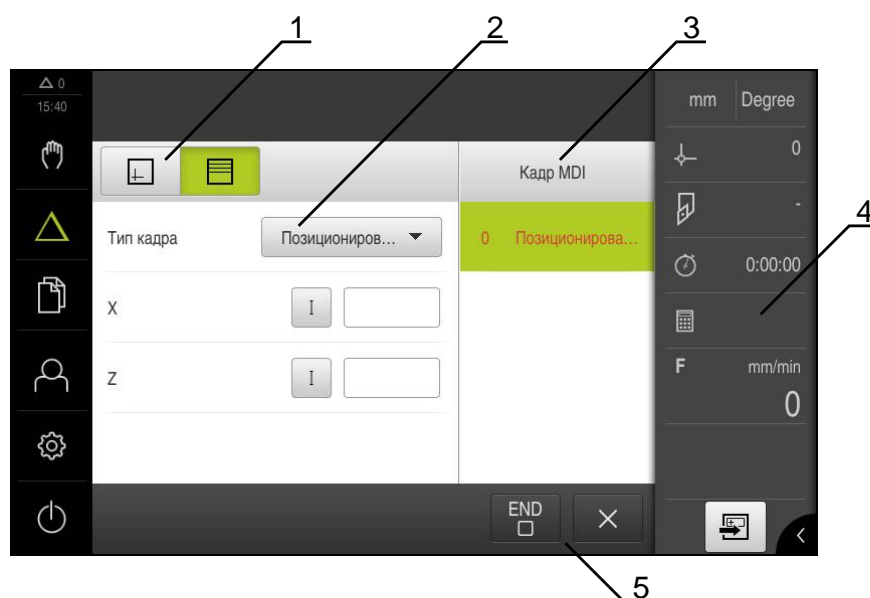 1
2
3
0
15:40
mm
Degree
Кадр MDI
0
Тип кадра
Позициониров...
0
Позиционирова...
-
4
0:00:00
X
I
Z
I
F
mm/min
0
END
5